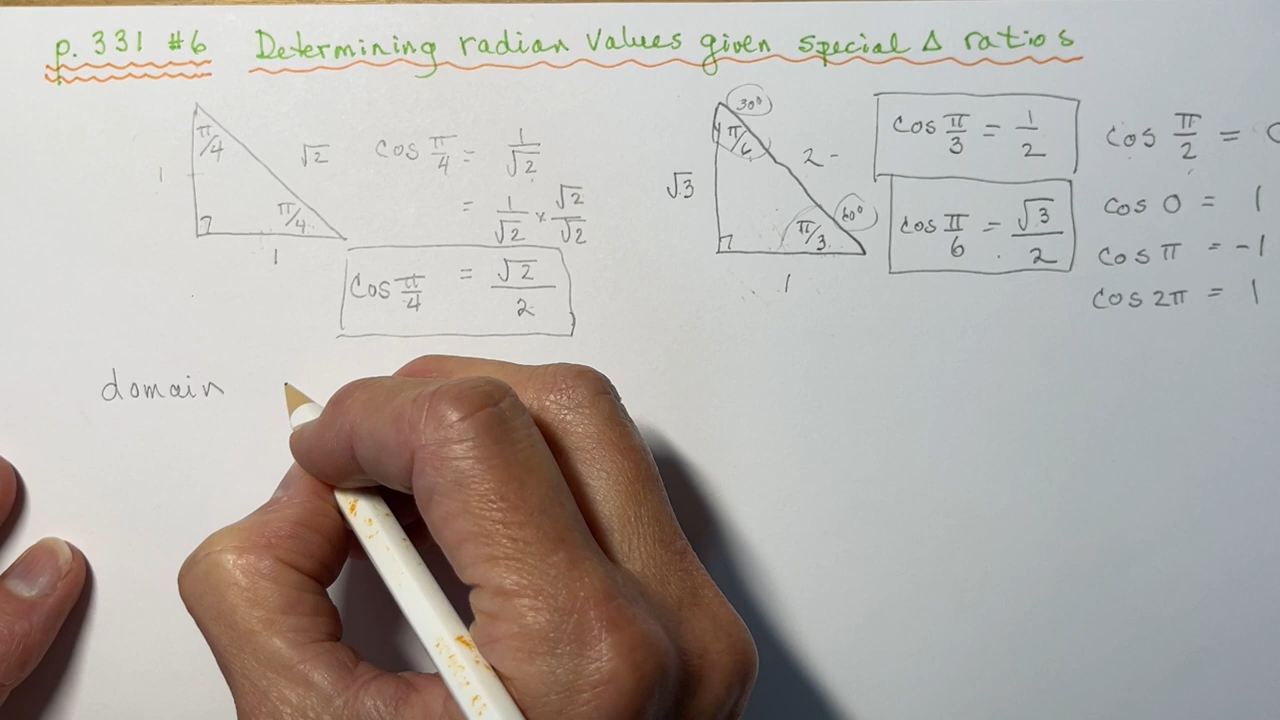 p. 331 #6 Determining radian values given special Δ ratios
π/4
√2
1
π/4
1
cos π/4 = 1/√2
= 1/√2 × √2/√2
cos π/4 = √2/2
30°
π/6
2
√3
60°
π/3
1
cos π/3 = 1/2
cos π/6 = √3/2
cos π/2 =
cos 0 = 1
cos π = -1
cos 2π = 1
domain